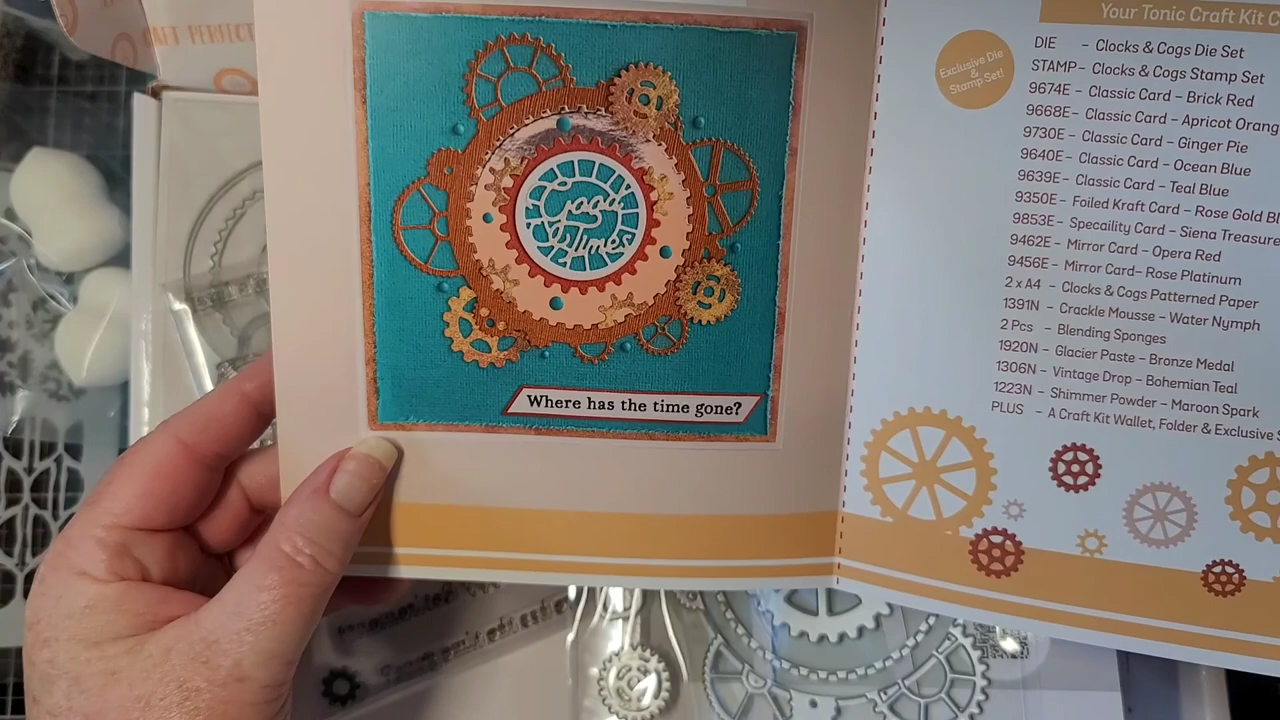 CRAFT PERFECT
Good
Times
Where has the time gone?
Your Tonic Craft Kit C
Exclusive Die
&
Stamp Set!
DIE - Clocks & Cogs Die Set
STAMP- Clocks & Cogs Stamp Set
9674E - Classic Card - Brick Red
9668E - Classic Card - Apricot Orang
9730E - Classic Card - Ginger Pie
9640E - Classic Card - Ocean Blue
9639E - Classic Card - Teal Blue
9350E - Foiled Kraft Card - Rose Gold Bl
9853E - Specaility Card - Siena Treasure
9462E - Mirror Card - Opera Red
9456E - Mirror Card- Rose Platinum
2 x A4 - Clocks & Cogs Patterned Paper
1391N - Crackle Mousse - Water Nymph
2 Pcs - Blending Sponges
1920N - Glacier Paste - Bronze Medal
1306N - Vintage Drop - Bohemian Teal
1223N - Shimmer Powder - Maroon Spark
PLUS - A Craft Kit Wallet, Folder & Exclusive S